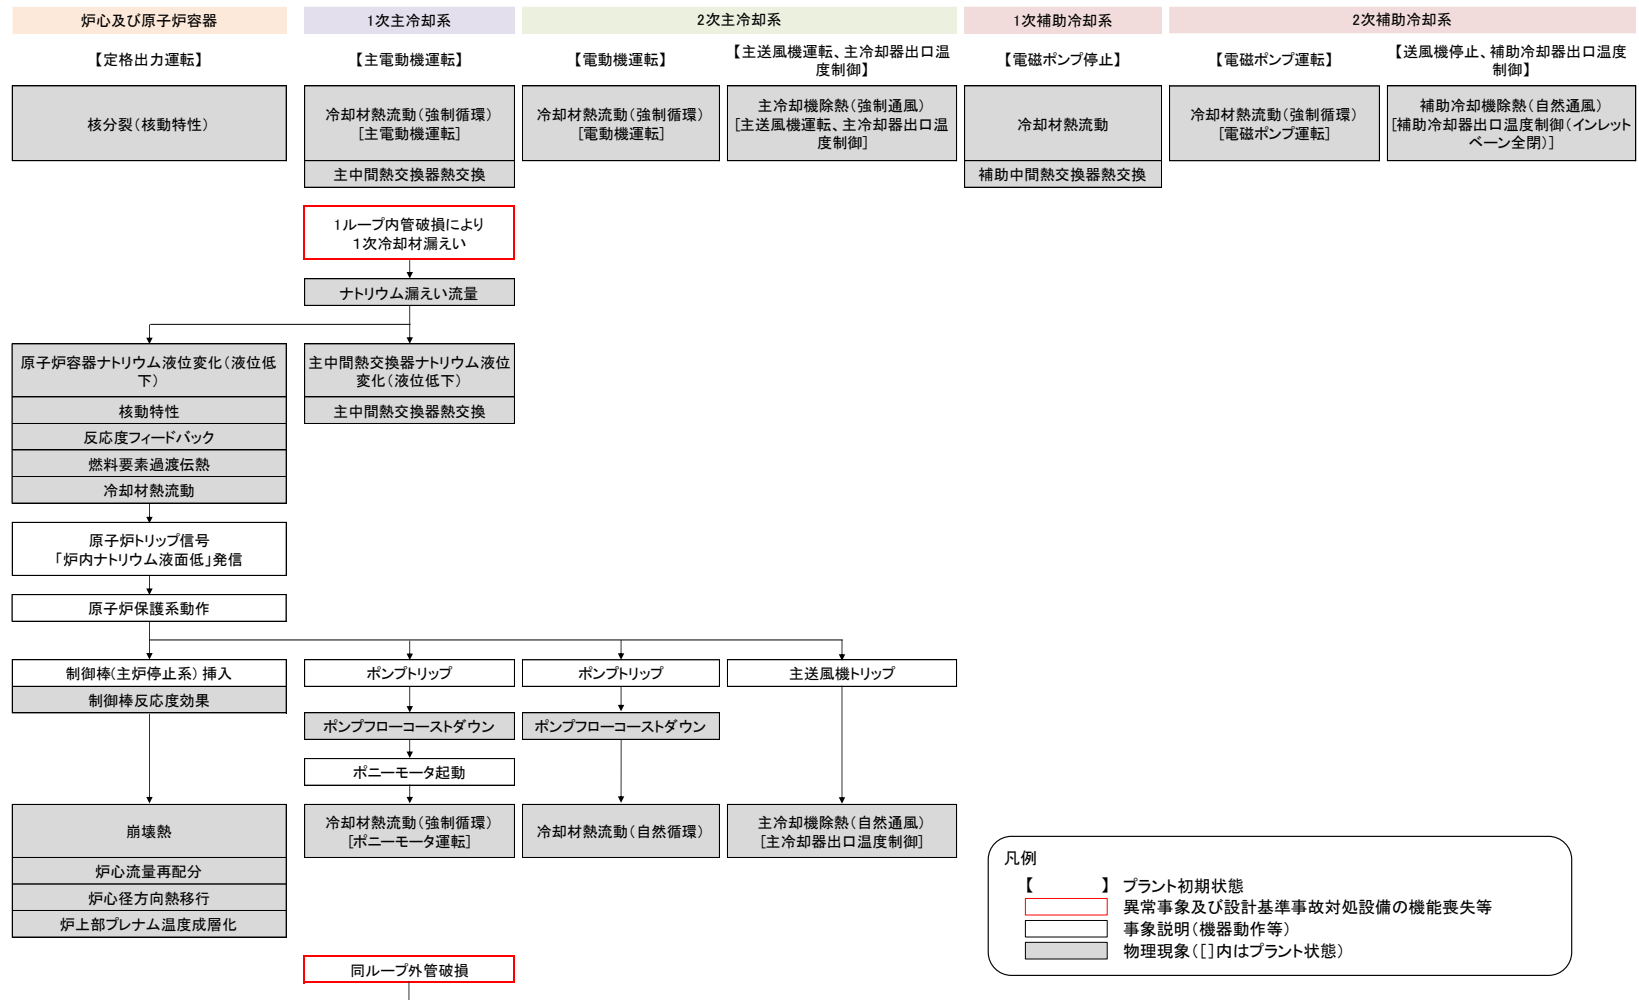 炉心及び原子炉容器
1次主冷却系
2次主冷却系
1次補助冷却系
2次補助冷却系
【定格出力運転】
【主電動機運転】
【電動機運転】
【主送風機運転、主冷却器出口温
度制御】
【電磁ポンプ停止】
【電磁ポンプ運転】
【送風機停止、補助冷却器出口温度
制御】
核分裂(核動特性)
冷却材熱流動(強制循環)
[主電動機運転]
主中間熱交換器熱交換
冷却材熱流動(強制循環)
[電動機運転]
主冷却機除熱(強制通風)
[主送風機運転、主冷却器出口温
度制御]
冷却材熱流動
補助中間熱交換器熱交換
冷却材熱流動(強制循環)
[電磁ポンプ運転]
補助冷却機除熱(自然通風)
[補助冷却器出口温度制御(インレット
ベーン全閉)]
1ループ内管破損により
1次冷却材漏えい
ナトリウム漏えい流量
原子炉容器ナトリウム液位変化(液位低
下)
核動特性
反応度フィードバック
燃料要素過渡伝熱
冷却材熱流動
主中間熱交換器ナトリウム液位
変化(液位低下)
主中間熱交換器熱交換
原子炉トリップ信号
「炉内ナトリウム液面低」発信
原子炉保護系動作
制御棒(主炉停止系) 挿入
制御棒反応度効果
ポンプトリップ
ポンプトリップ
主送風機トリップ
ポンプフローコーストダウン
ポンプフローコーストダウン
ポニーモータ起動
崩壊熱
炉心流量再配分
炉心径方向熱移行
炉上部プレナム温度成層化
冷却材熱流動(強制循環)
[ポニーモータ運転]
冷却材熱流動(自然循環)
主冷却機除熱(自然通風)
[主冷却器出口温度制御]
同ループ外管破損
凡例
【 】 プラント初期状態
異常事象及び設計基準事故対処設備の機能喪失等
事象説明(機器動作等)
物理現象([]内はプラント状態)